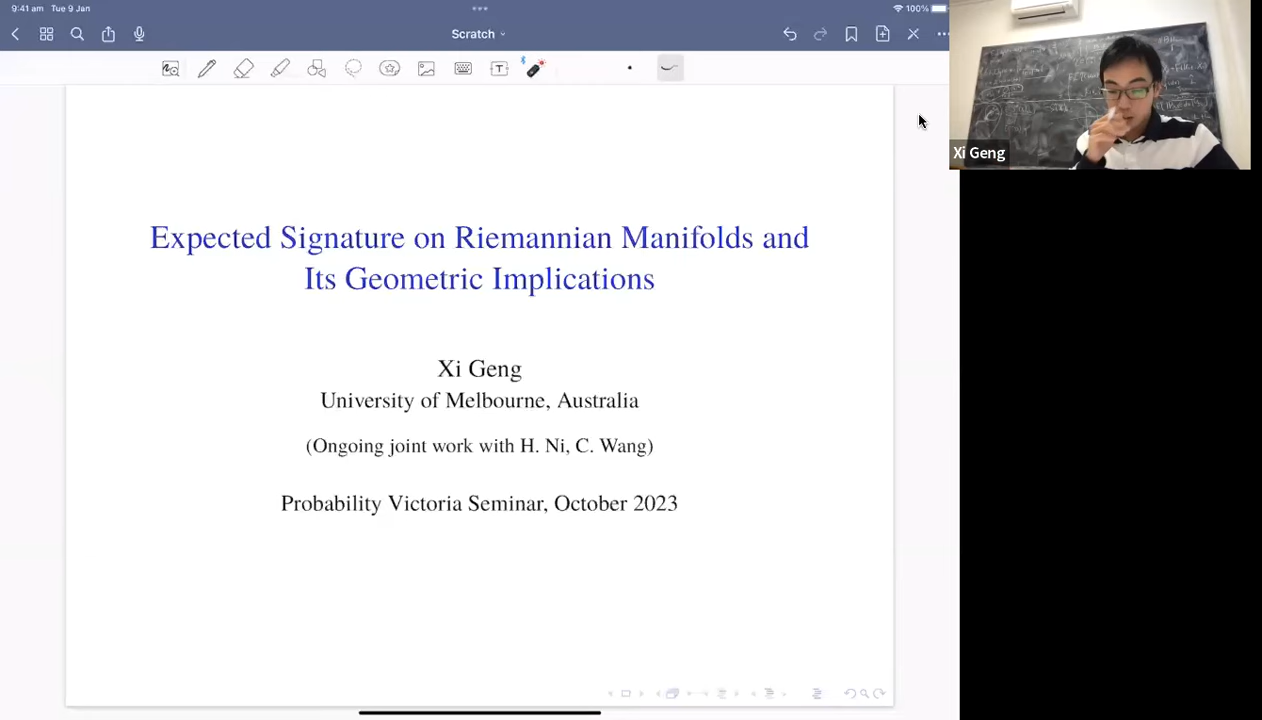 9:41 am Tue 9 Jan
100%
Scratch
Expected Signature on Riemannian Manifolds and
Its Geometric Implications
Xi Geng
University of Melbourne, Australia
(Ongoing joint work with H. Ni, C. Wang)
Probability Victoria Seminar, October 2023
Xi Geng